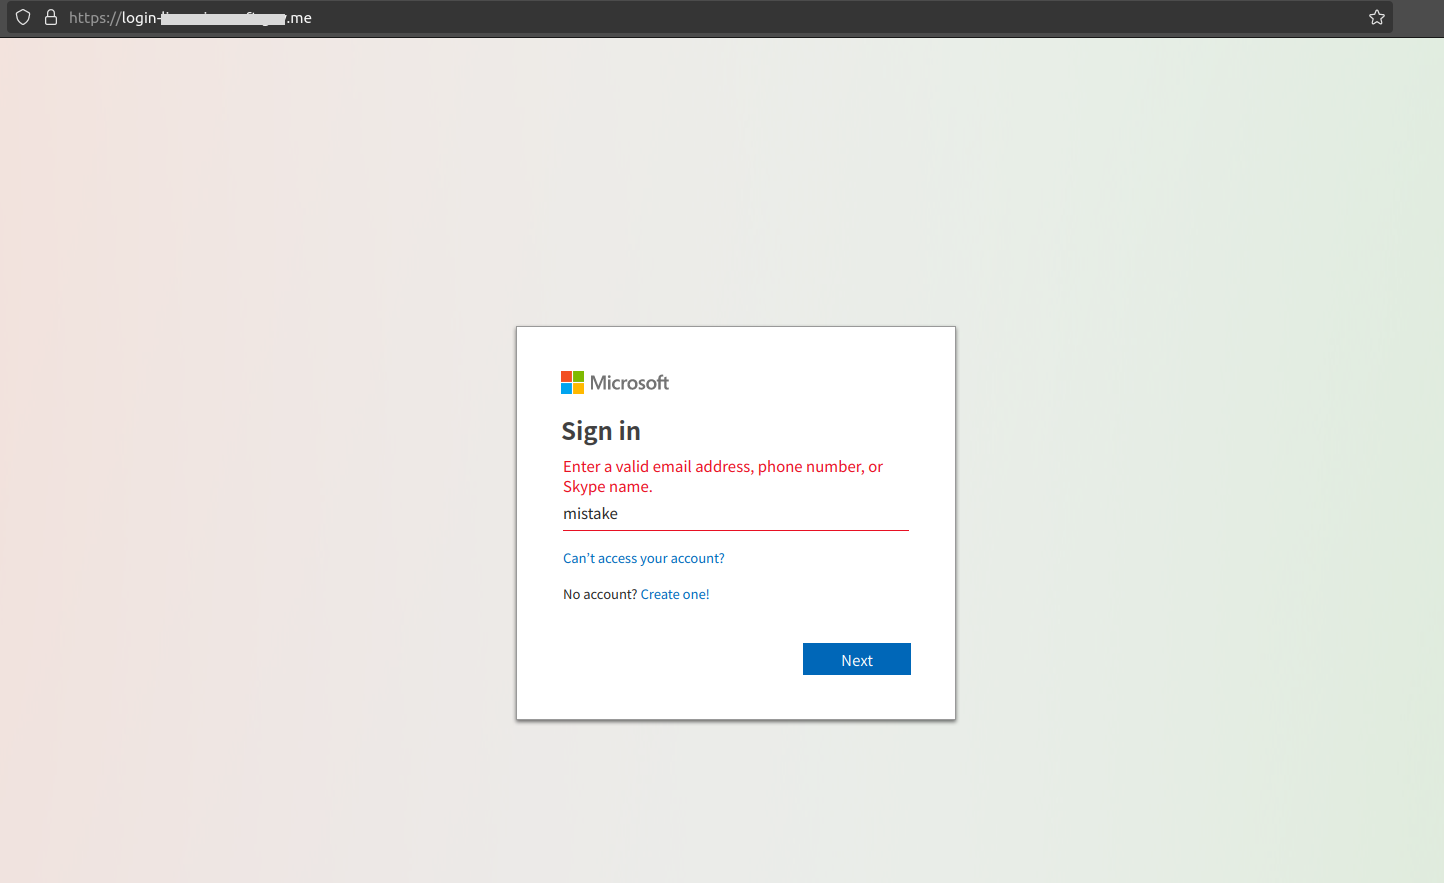 https://login-.me
Microsoft
Sign in
Enter a valid email address, phone number, or
Skype name.
mistake
Can't access your account?
No account? Create one!
Next